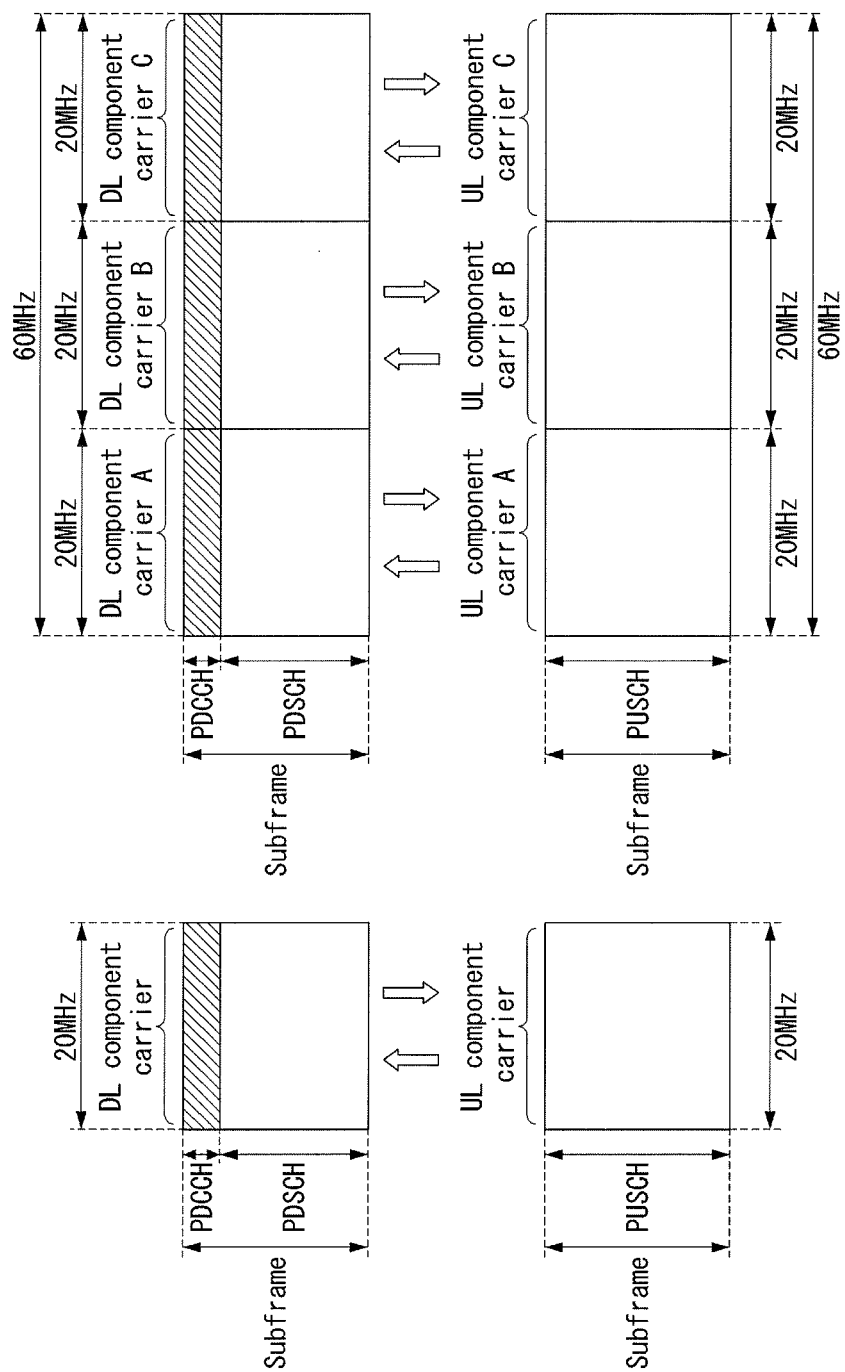 20MHz
DL component
carrier
PDCCH
PDSCH
Subframe
UL component
carrier
PUSCH
Subframe
20MHz
60MHz
20MHz
20MHz
20MHz
DL component
carrier A
DL component
carrier B
DL component
carrier C
PDCCH
PDSCH
Subframe
UL component
carrier A
UL component
carrier B
UL component
carrier C
PUSCH
Subframe
20MHz
20MHz
20MHz
60MHz